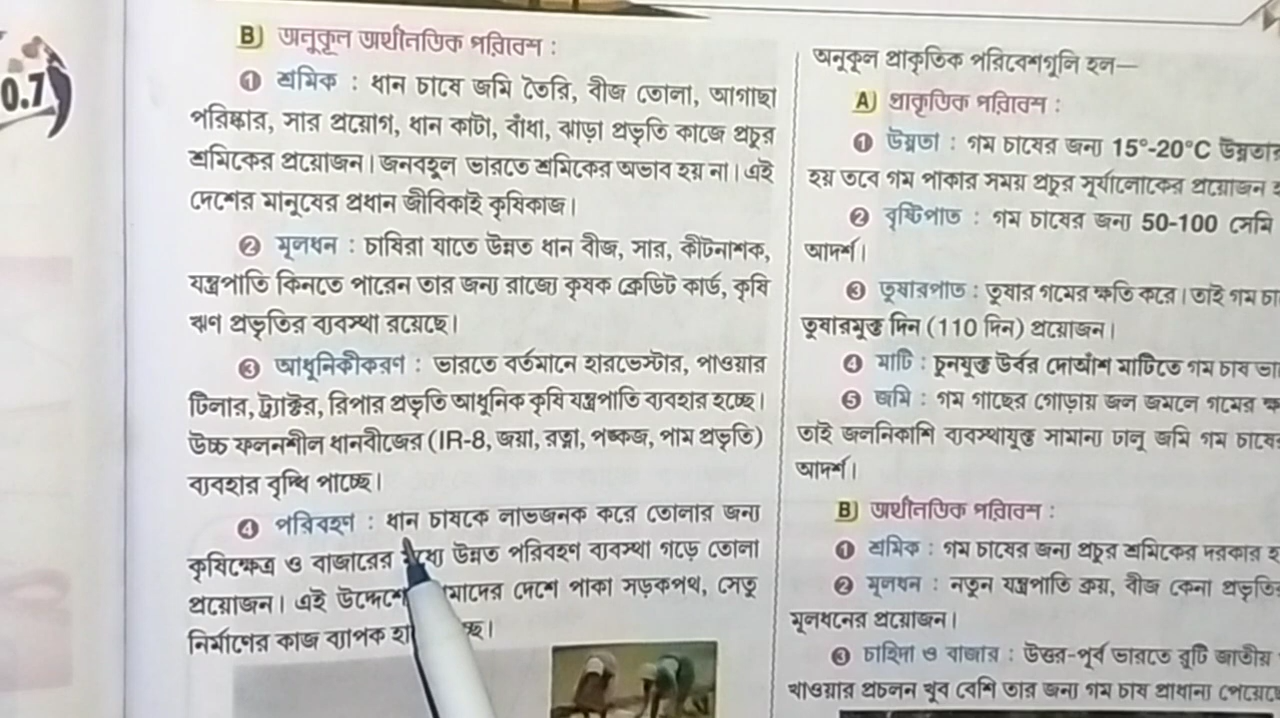 0.7
B) অনুকূল অর্থনৈতিক পরিবেশ :
❶ শ্রমিক : ধান চাষে জমি তৈরি, বীজ তোলা, আগাছা
পরিষ্কার, সার প্রয়োগ, ধান কাটা, বাঁধা, ঝাড়া প্রভৃতি কাজে প্রচুর
শ্রমিকের প্রয়োজন। জনবহুল ভারতে শ্রমিকের অভাব হয় না। এই
দেশের মানুষের প্রধান জীবিকাই কৃষিকাজ।
❷ মূলধন : চাষিরা যাতে উন্নত ধান বীজ, সার, কীটনাশক,
যন্ত্রপাতি কিনতে পারেন তার জন্য রাজ্যে কৃষক ক্রেডিট কার্ড, কৃষি
ঋণ প্রভৃতির ব্যবস্থা রয়েছে।
❸ আধুনিকীকরণ : ভারতে বর্তমানে হারভেস্টার, পাওয়ার
টিলার, ট্র্যাক্টর, রিপার প্রভৃতি আধুনিক কৃষি যন্ত্রপাতি ব্যবহার হচ্ছে।
উচ্চ ফলনশীল ধানবীজের (IR-8, জয়া, রত্না, পঙ্কজ, পাম প্রভৃতি)
ব্যবহার বৃদ্ধি পাচ্ছে।
❹ পরিবহণ : ধান চাষকে লাভজনক করে তোলার জন্য
কৃষিক্ষেত্র ও বাজারের উন্নত পরিবহণ ব্যবস্থা গড়ে তোলা
প্রয়োজন। এই দেশে পাকা সড়কপথ, সেতু
নির্মাণের কাজ ব্যাপক
অনুকূল প্রাকৃতিক পরিবেশগুলি হল—
A) প্রাকৃতিক পরিবেশ :
❶ উষ্ণতা : গম চাষের জন্য 15°-20°C
হয় তবে গম পাকার সময় প্রচুর সূর্যালোকের প্রয়োজন
❷ বৃষ্টিপাত : গম চাষের জন্য 50-100 সেমি
আদর্শ।
❸ তুষারপাত : তুষার গমের ক্ষতি করে। তাই গম
তুষারমুক্ত দিন (110 দিন) প্রয়োজন।
❹ মাটি : চুনযুক্ত উর্বর দোআঁশ মাটিতে গম চাষ
❺ জমি : গম গাছের গোড়ায় জল জমলে গমের
তাই জলনিকাশি ব্যবস্থাযুক্ত সামান্য ঢালু জমি গম
আদর্শ।
B) অর্থনৈতিক পরিবেশ :
❶ শ্রমিক : গম চাষের জন্য প্রচুর শ্রমিকের দরকার
❷ মূলধন : নতুন যন্ত্রপাতি ক্রয়, বীজ কেনা
মূলধনের প্রয়োজন।
❸ চাহিদা ও বাজার : উত্তর-পূর্ব ভারতে রুটি জাতীয়
খাওয়ার প্রচলন খুব বেশি তার জন্য গম চাষ প্রাধান্য